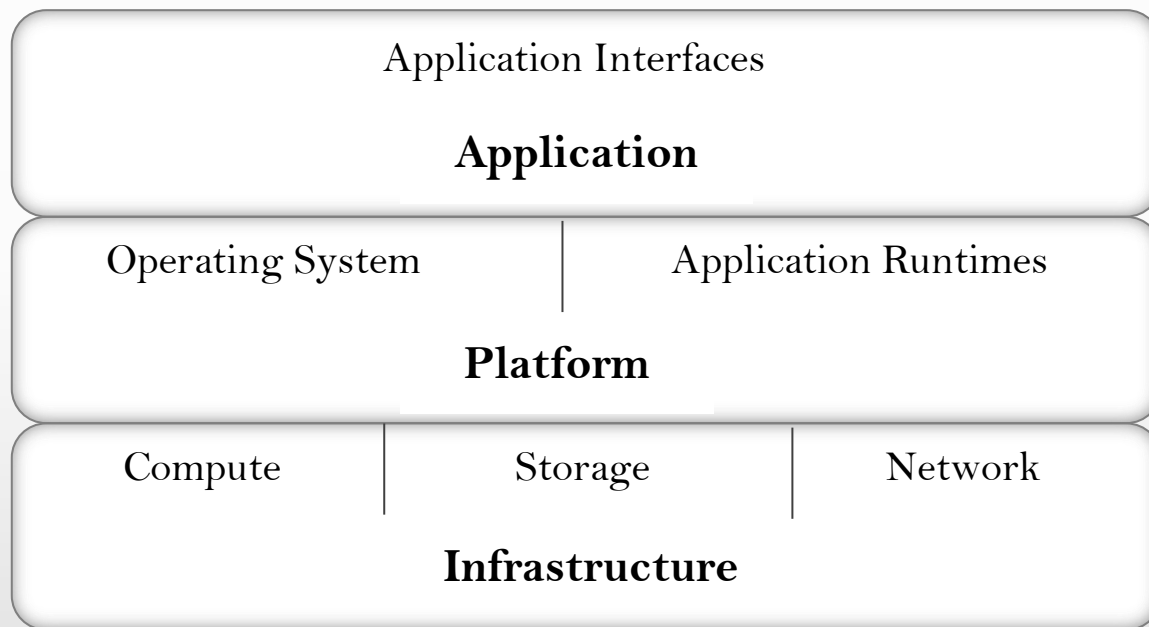 Application Interfaces
Application
Operating System
Application Runtimes
Platform
Compute
Storage
Network
Infrastructure